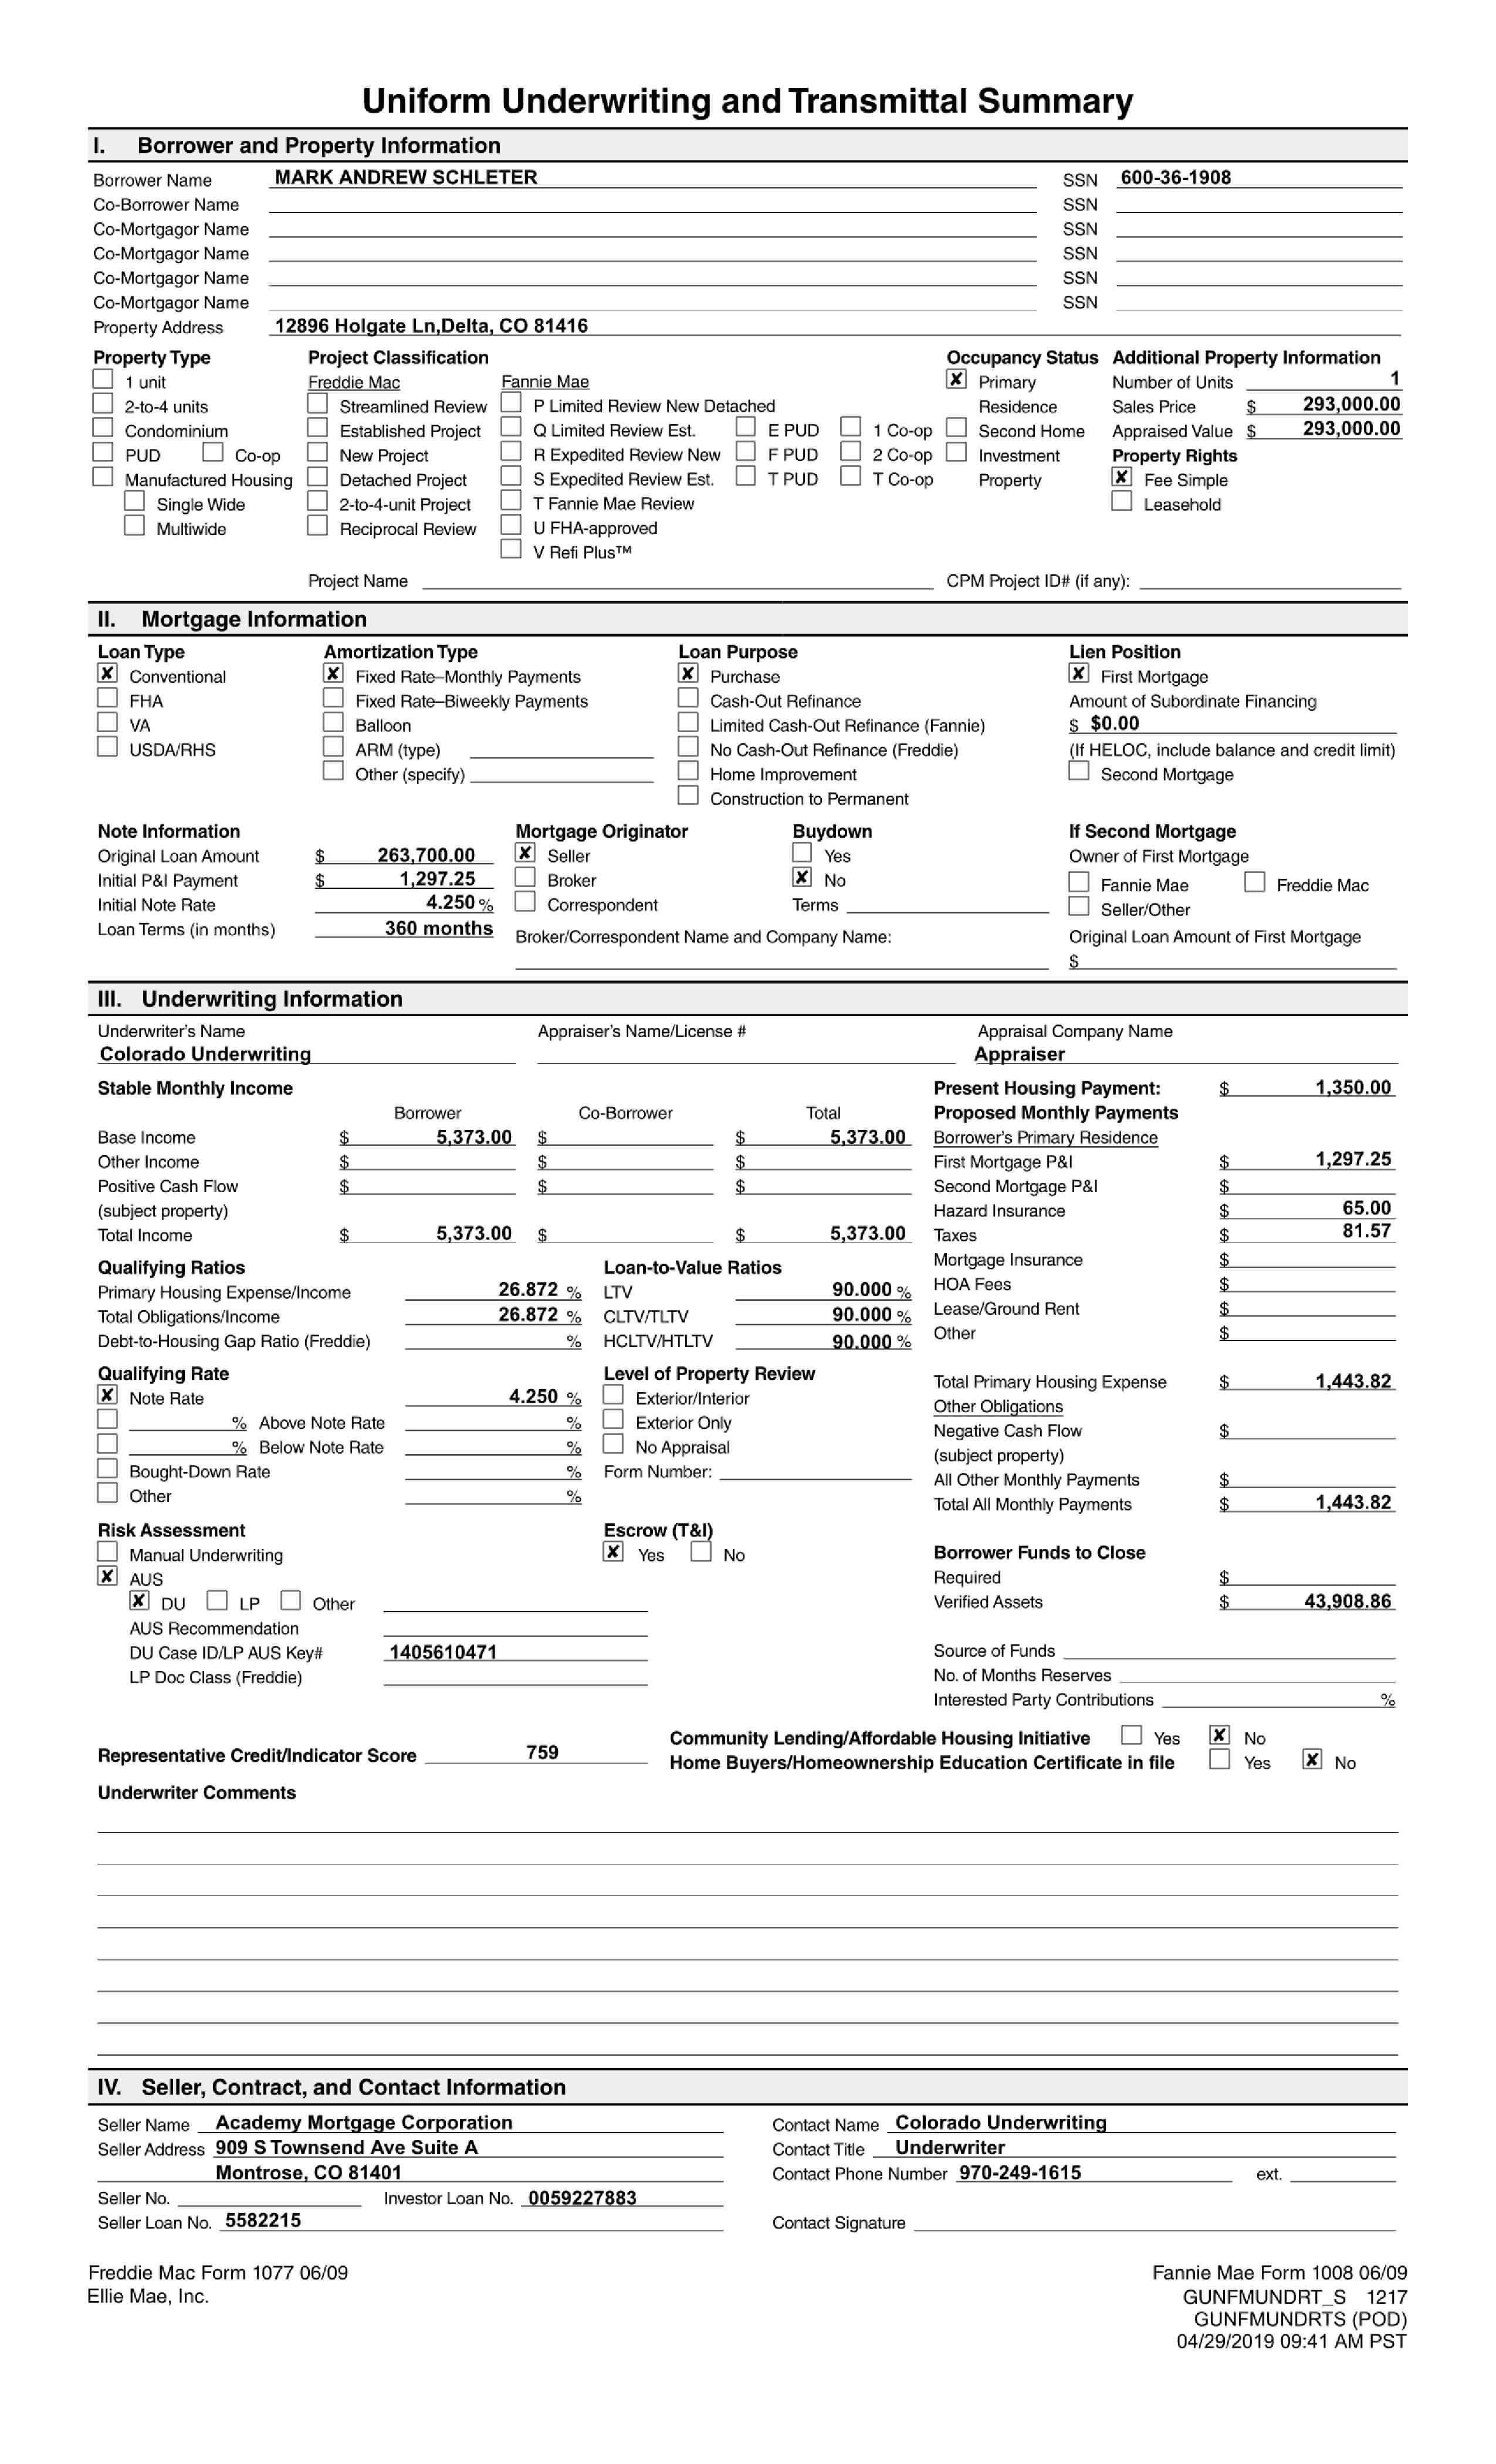 Uniform Underwriting and Transmittal Summary
I. Borrower and Property Information
Borrower Name MARK ANDREW SCHLETER SSN 600-36-1908
Co-Borrower Name SSN
Co-Mortgagor Name SSN
Co-Mortgagor Name SSN
Co-Mortgagor Name SSN
Co-Mortgagor Name SSN
Property Address 12896 Holgate Ln,Delta, CO 81416
Property Type Project Classification Occupancy Status Additional Property Information
1 unit Freddie Mac Fannie Mae ✘ Primary Number of Units 1
2-to-4 units Streamlined Review P Limited Review New Detached Residence Sales Price $ 293,000.00
Condominium Established Project Q Limited Review Est. E PUD 1 Co-op Second Home Appraised Value $ 293,000.00
PUD Co-op New Project R Expedited Review New F PUD 2 Co-op Investment Property Rights
Manufactured Housing Detached Project S Expedited Review Est. T PUD T Co-op Property ✘ Fee Simple
Single Wide 2-to-4-unit Project T Fannie Mae Review Leasehold
Multiwide Reciprocal Review U FHA-approved
V Refi Plus™
Project Name CPM Project ID# (if any):
II. Mortgage Information
Loan Type Amortization Type Loan Purpose Lien Position
✘ Conventional ✘ Fixed Rate–Monthly Payments ✘ Purchase ✘ First Mortgage
FHA Fixed Rate–Biweekly Payments Cash-Out Refinance Amount of Subordinate Financing
VA Balloon Limited Cash-Out Refinance (Fannie) $ $0.00
USDA/RHS ARM (type) No Cash-Out Refinance (Freddie) (If HELOC, include balance and credit limit)
Other (specify) Home Improvement Second Mortgage
Construction to Permanent
Note Information Mortgage Originator Buydown If Second Mortgage
Original Loan Amount $ 263,700.00 ✘ Seller Yes Owner of First Mortgage
Initial P&I Payment $ 1,297.25 Broker ✘ No Fannie Mae Freddie Mac
Initial Note Rate 4.250 % Correspondent Terms Seller/Other
Loan Terms (in months) 360 months Broker/Correspondent Name and Company Name: Original Loan Amount of First Mortgage
$
III. Underwriting Information
Underwriter's Name Appraiser's Name/License # Appraisal Company Name
Colorado Underwriting Appraiser
Stable Monthly Income Present Housing Payment: $ 1,350.00
Borrower Co-Borrower Total Proposed Monthly Payments
Base Income $ 5,373.00 $ $ 5,373.00 Borrower's Primary Residence
Other Income $ $ $ First Mortgage P&I $ 1,297.25
Positive Cash Flow $ $ $ Second Mortgage P&I $
(subject property) Hazard Insurance $ 65.00
Total Income $ 5,373.00 $ $ 5,373.00 Taxes $ 81.57
Qualifying Ratios Loan-to-Value Ratios Mortgage Insurance $
Primary Housing Expense/Income 26.872 % LTV 90.000 % HOA Fees $
Total Obligations/Income 26.872 % CLTV/TLTV 90.000 % Lease/Ground Rent $
Debt-to-Housing Gap Ratio (Freddie) % HCLTV/HTLTV 90.000 % Other $
Qualifying Rate Level of Property Review Total Primary Housing Expense $ 1,443.82
✘ Note Rate 4.250 % Exterior/Interior Other Obligations
% Above Note Rate % Exterior Only Negative Cash Flow $
% Below Note Rate % No Appraisal (subject property)
Bought-Down Rate % Form Number: All Other Monthly Payments $
Other % Total All Monthly Payments $ 1,443.82
Risk Assessment Escrow (T&I)
Manual Underwriting ✘ Yes No Borrower Funds to Close
✘ AUS Required $
✘ DU LP Other Verified Assets $ 43,908.86
AUS Recommendation
DU Case ID/LP AUS Key# 1405610471 Source of Funds
LP Doc Class (Freddie) No. of Months Reserves
Interested Party Contributions %
Community Lending/Affordable Housing Initiative Yes ✘ No
Representative Credit/Indicator Score 759 Home Buyers/Homeownership Education Certificate in file Yes ✘ No
Underwriter Comments
IV. Seller, Contract, and Contact Information
Seller Name Academy Mortgage Corporation Contact Name Colorado Underwriting
Seller Address 909 S Townsend Ave Suite A Contact Title Underwriter
Montrose, CO 81401 Contact Phone Number 970-249-1615 ext.
Seller No. Investor Loan No. 0059227883
Seller Loan No. 5582215 Contact Signature
Freddie Mac Form 1077 06/09 Fannie Mae Form 1008 06/09
Ellie Mae, Inc. GUNFMUNDRT_S 1217
GUNFMUNDRTS (POD)
04/29/2019 09:41 AM PST